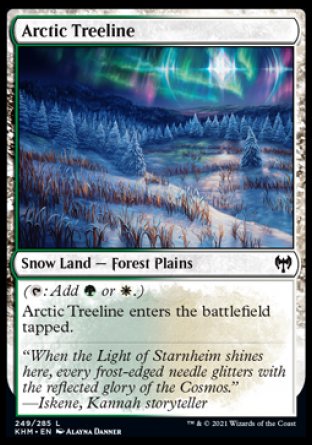 Arctic Treeline
Snow Land — Forest Plains
(: Add or .)
Arctic Treeline enters the battlefield
tapped.
"When the Light of Starnheim shines
here, every frost-edged needle glitters with
the reflected glory of the Cosmos."
—Iskene, Kannah storyteller
249/285 L
KHM • EN Alayna Danner
™ & © 2021 Wizards of the Coast